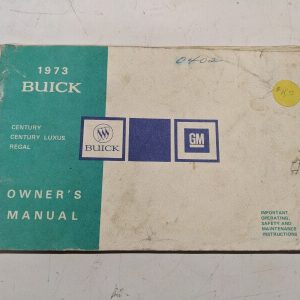 1973
BUICK
0402
CENTURY
CENTURY LUXUS
REGAL
BUICK
GM
OWNER'S
MANUAL
IMPORTANT
OPERATING,
SAFETY AND
MAINTENANCE
INSTRUCTIONS